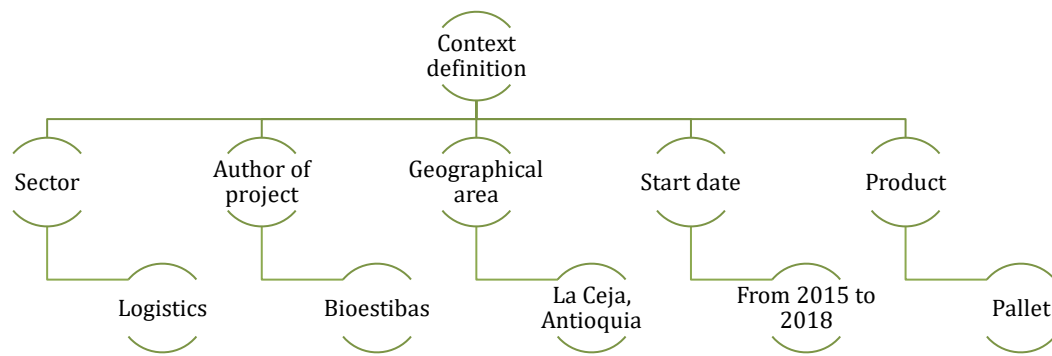 Context
definition
Sector
Author of
project
Geographical
area
Start date
Product
Logistics
Bioestibas
La Ceja,
Antioquia
From 2015 to
2018
Pallet